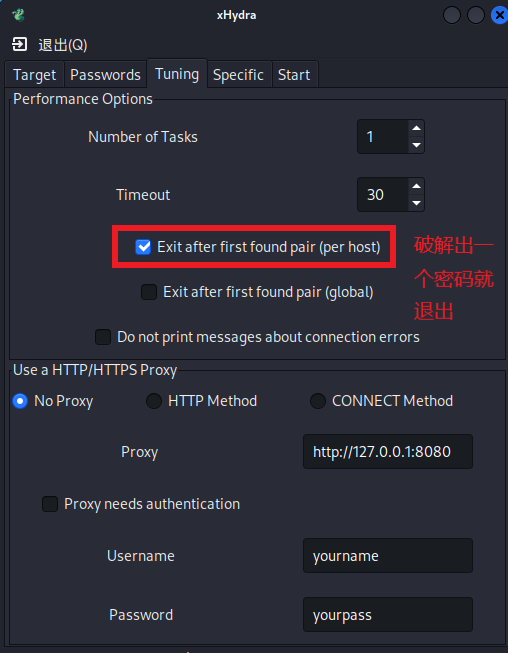 xHydra
退出(Q)
Target Passwords Tuning Specific Start
Performance Options
Number of Tasks 1
Timeout 30
Exit after first found pair (per host)
破解出一
个密码就
退出
Exit after first found pair (global)
Do not print messages about connection errors
Use a HTTP/HTTPS Proxy
No Proxy HTTP Method CONNECT Method
Proxy http://127.0.0.1:8080
Proxy needs authentication
Username yourname
Password yourpass